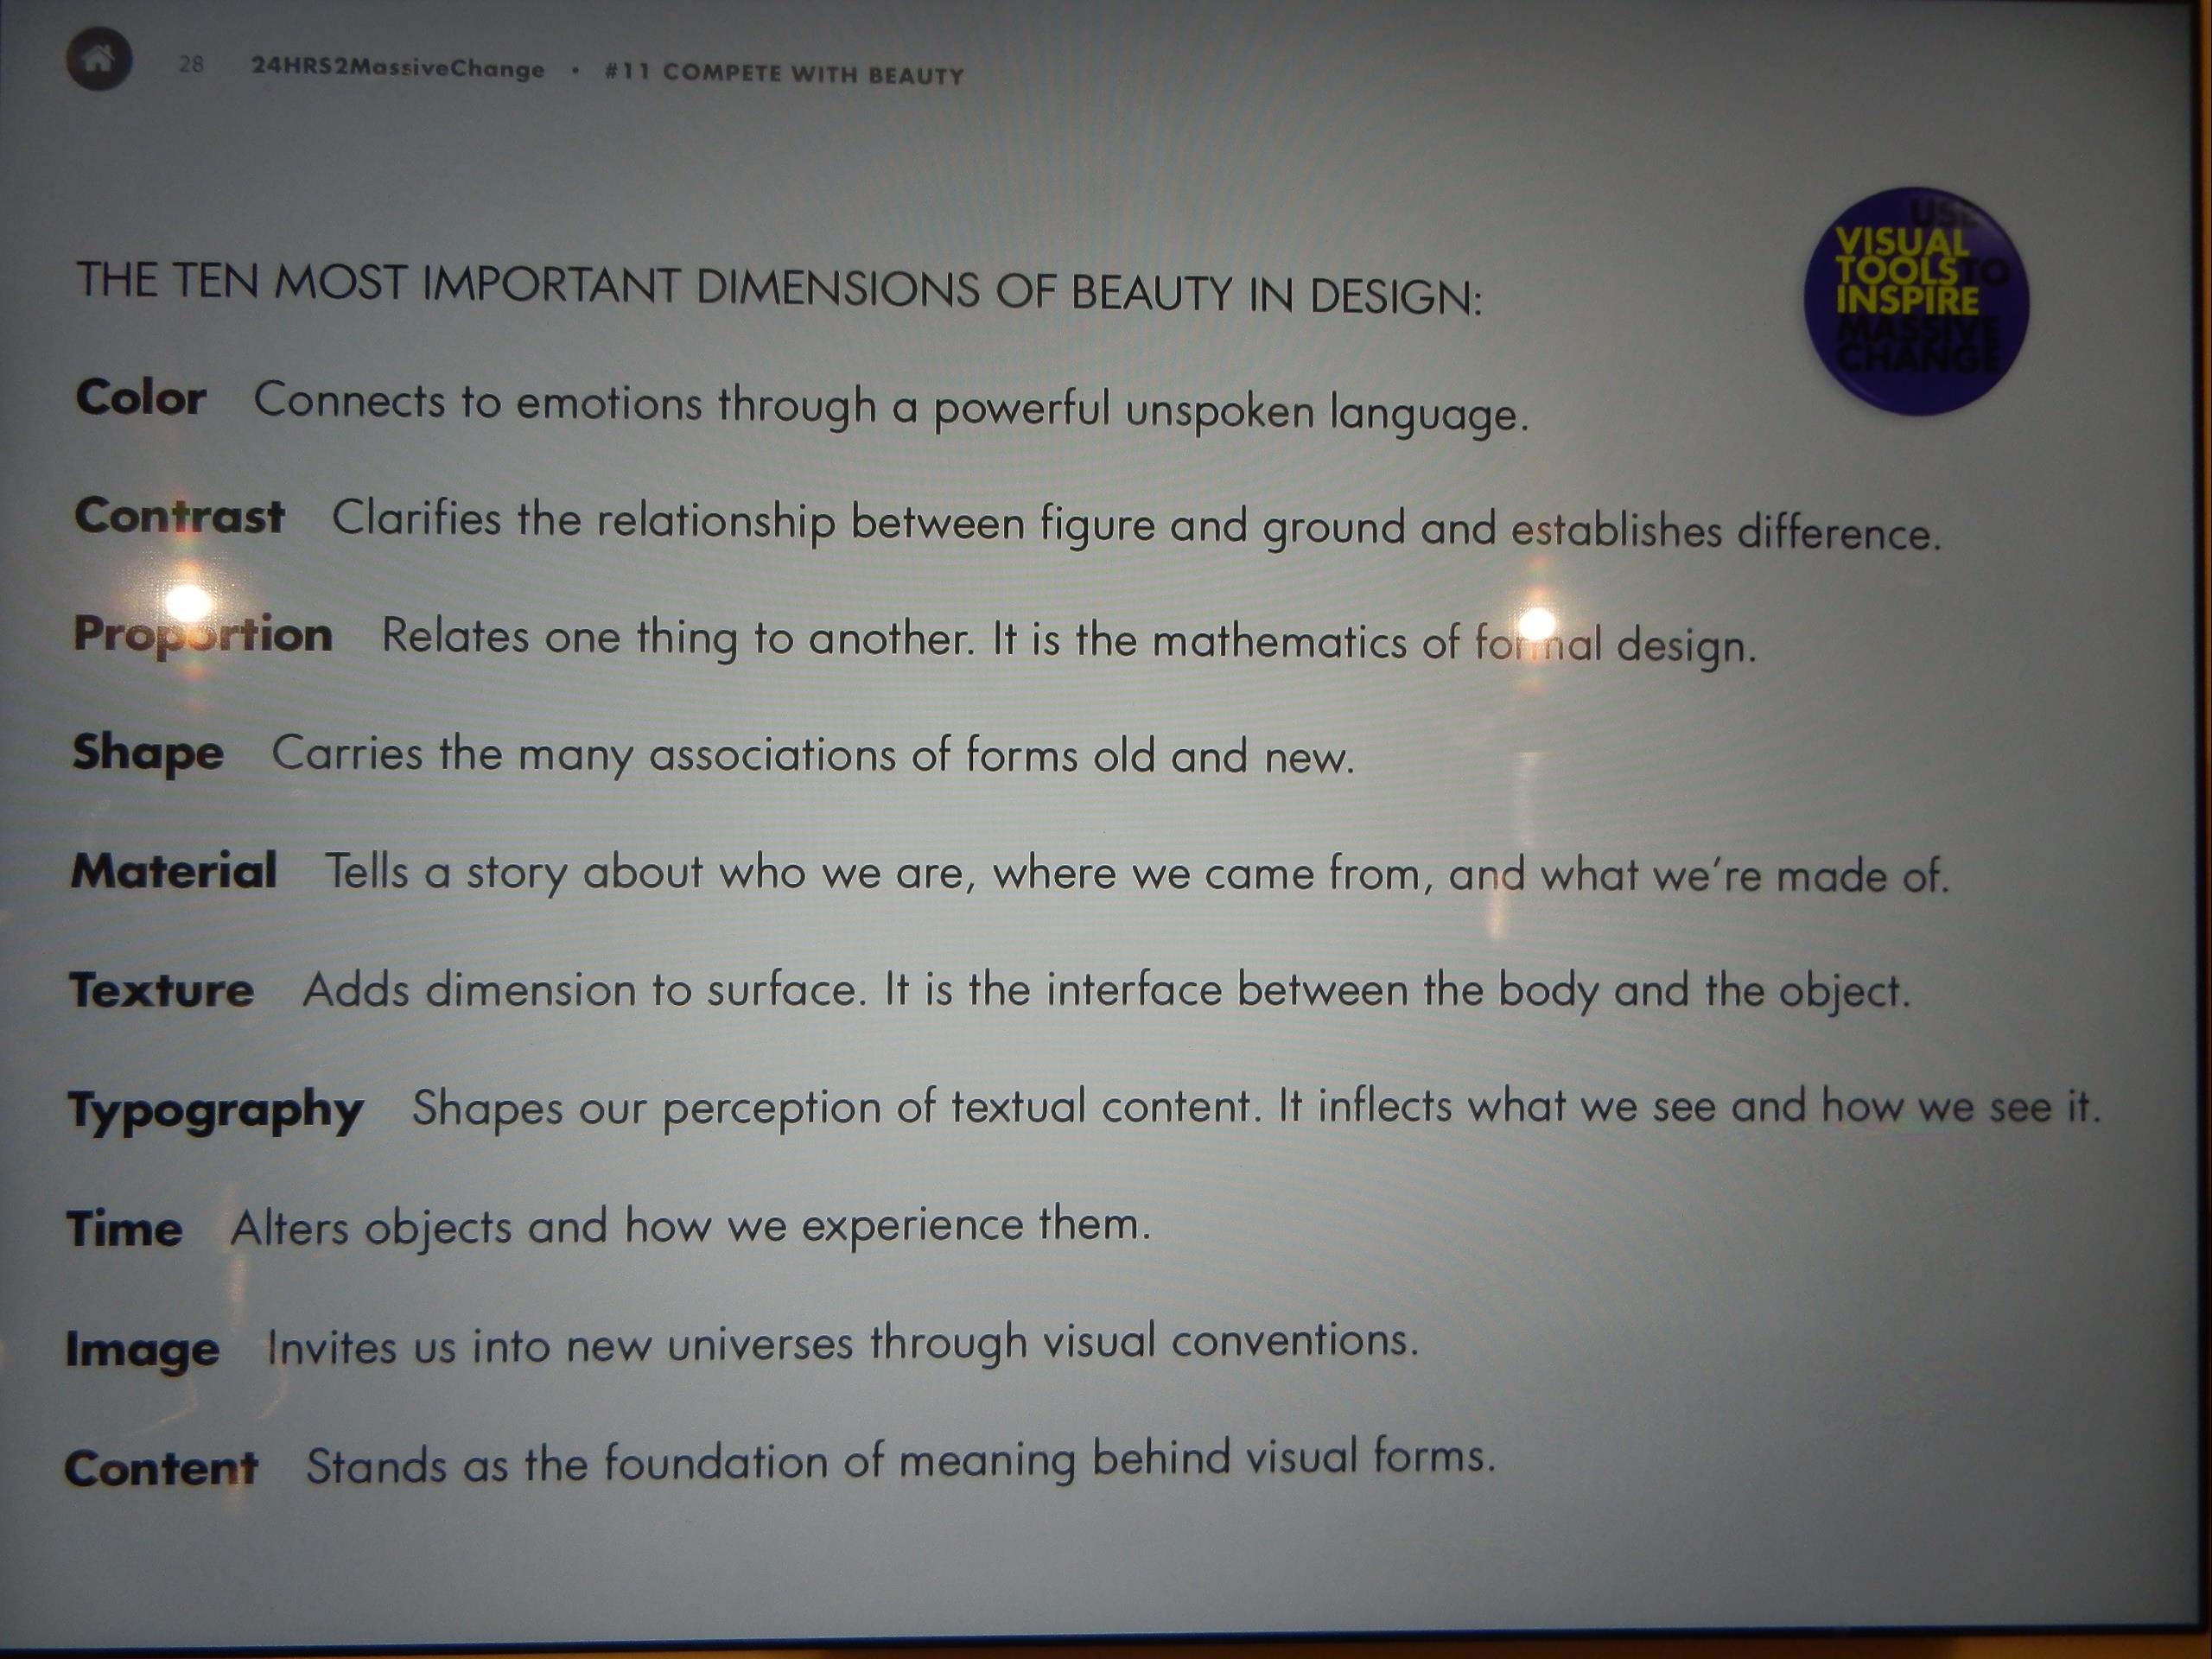 28 24HRS2MassiveChange • #11 COMPETE WITH BEAUTY
USE
VISUAL
TOOLS TO
INSPIRE
MASSIVE
CHANGE
THE TEN MOST IMPORTANT DIMENSIONS OF BEAUTY IN DESIGN:
Color Connects to emotions through a powerful unspoken language.
Contrast Clarifies the relationship between figure and ground and establishes difference.
Proportion Relates one thing to another. It is the mathematics of formal design.
Shape Carries the many associations of forms old and new.
Material Tells a story about who we are, where we came from, and what we're made of.
Texture Adds dimension to surface. It is the interface between the body and the object.
Typography Shapes our perception of textual content. It inflects what we see and how we see it.
Time Alters objects and how we experience them.
Image Invites us into new universes through visual conventions.
Content Stands as the foundation of meaning behind visual forms.